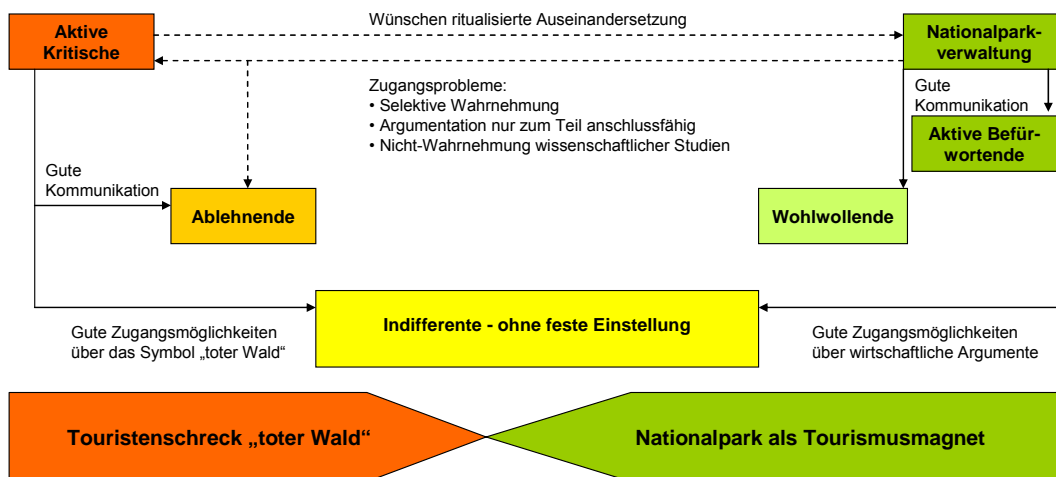 Aktive
Kritische
Wünschen ritualisierte Auseinandersetzung
Nationalpark-
verwaltung
Zugangsprobleme:
• Selektive Wahrnehmung
• Argumentation nur zum Teil anschlussfähig
• Nicht-Wahrnehmung wissenschaftlicher Studien
Gute
Kommunikation
Aktive Befür-
wortende
Gute
Kommunikation
Ablehnende
Wohlwollende
Indifferente - ohne feste Einstellung
Gute Zugangsmöglichkeiten
über das Symbol „toter Wald“
Gute Zugangsmöglichkeiten
über wirtschaftliche Argumente
Touristenschreck „toter Wald“
Nationalpark als Tourismusmagnet